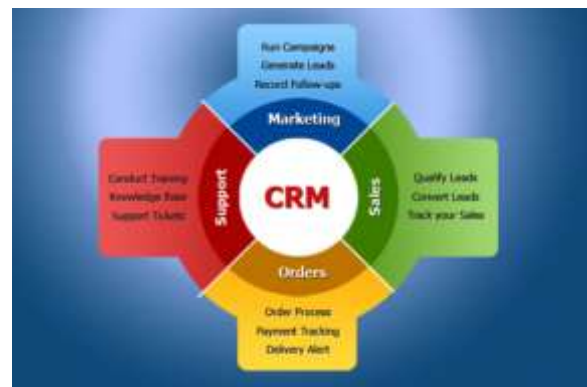 Run Campaigns
Generate Leads
Record Follow-ups
Marketing
Conduct Training
Knowledge Base
Support Tickets
Support
CRM
Sales
Qualify Leads
Convert Leads
Track your Sales
Orders
Order Process
Payment Tracking
Delivery Alert